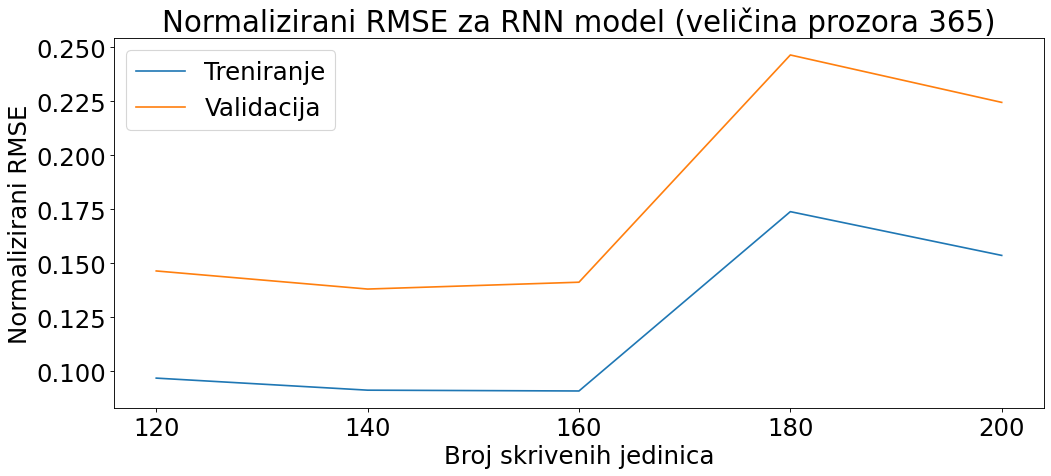 Normalizirani RMSE za RNN model (veličina prozora 365)
Normalizirani RMSE
0.250
0.225
0.200
0.175
0.150
0.125
0.100
Treniranje
Validacija
120 140 160 180 200
Broj skrivenih jedinica